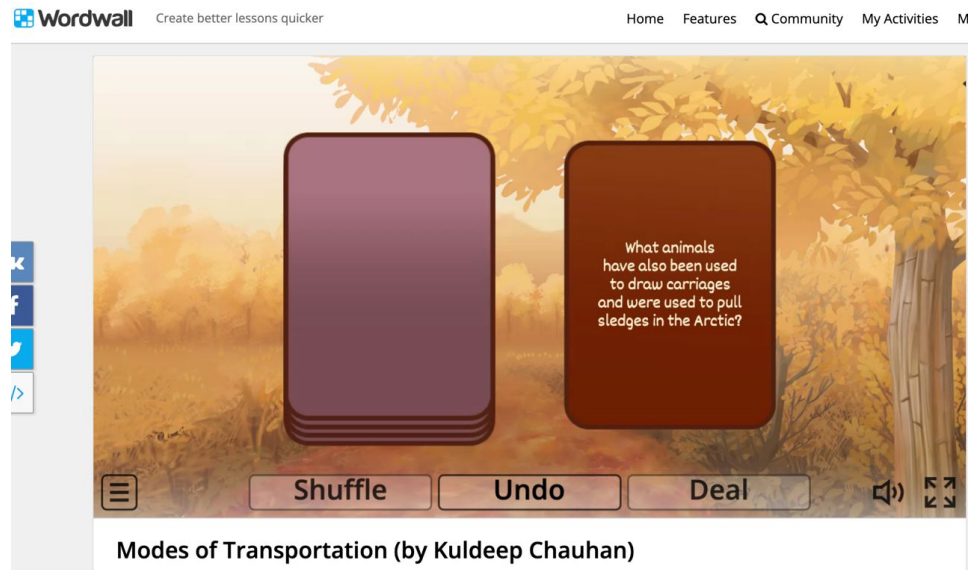 Wordwall Create better lessons quicker Home Features Community My Activities
What animals
have also been used
to draw carriages
and were used to pull
sledges in the Arctic?
Shuffle Undo Deal
Modes of Transportation (by Kuldeep Chauhan)